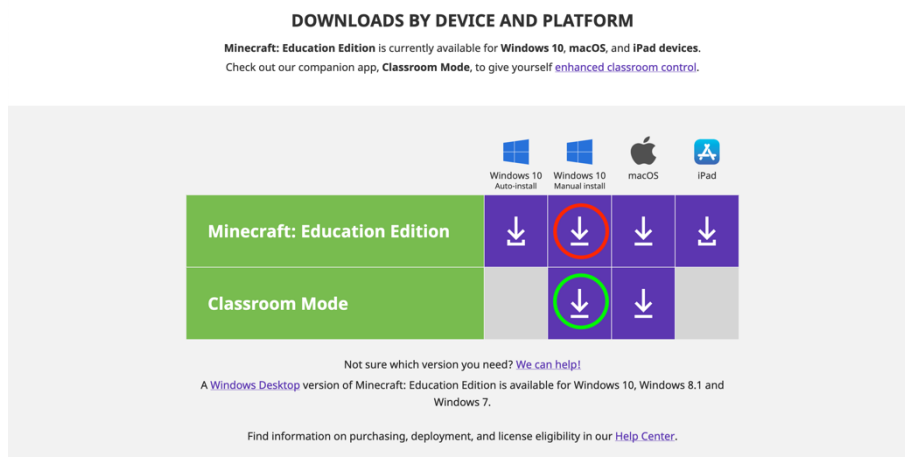 DOWNLOADS BY DEVICE AND PLATFORM
Minecraft: Education Edition is currently available for Windows 10, macOS, and iPad devices.
Check out our companion app, Classroom Mode, to give yourself enhanced classroom control.
Windows 10 Windows 10 macOS iPad
Auto-install Manual install
Minecraft: Education Edition
Classroom Mode
Not sure which version you need? We can help!
A Windows Desktop version of Minecraft: Education Edition is available for Windows 10, Windows 8.1 and
Windows 7.
Find information on purchasing, deployment, and license eligibility in our Help Center.